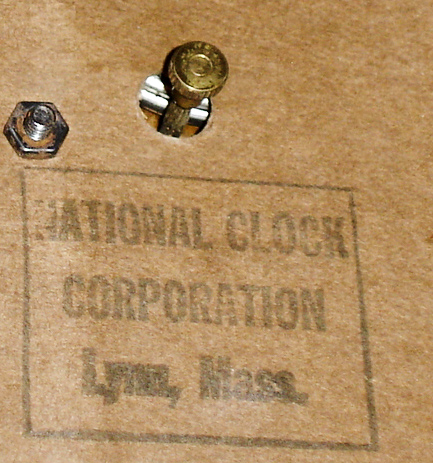 NATIONAL CLOCK
CORPORATION
Lynn, Mass.